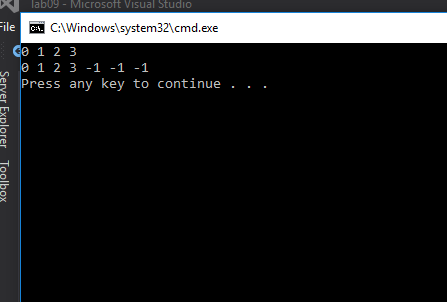 lab09 - Microsoft Visual Studio
File
C:\Windows\system32\cmd.exe
0 1 2 3
0 1 2 3 -1 -1 -1
Press any key to continue . . .
Server Explorer
Toolbox